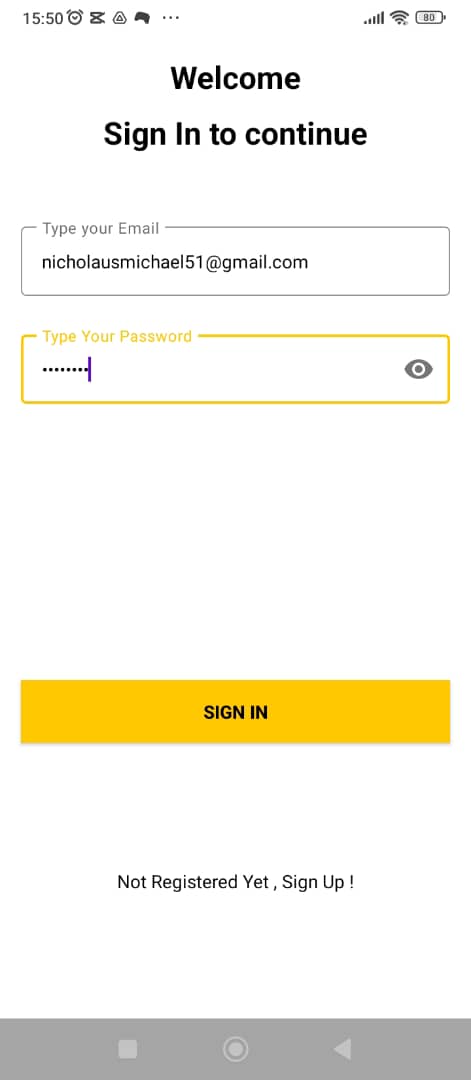 15:50
80
Welcome
Sign In to continue
Type your Email
nicholausmichael51@gmail.com
Type Your Password
••••••••
SIGN IN
Not Registered Yet , Sign Up !